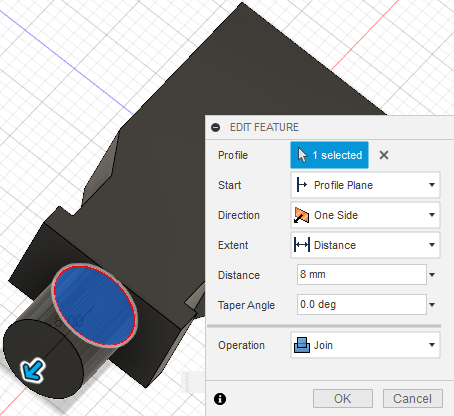 EDIT FEATURE
Profile 1 selected
Start Profile Plane
Direction One Side
Extent Distance
Distance 8 mm
Taper Angle 0.0 deg
Operation Join
OK Cancel